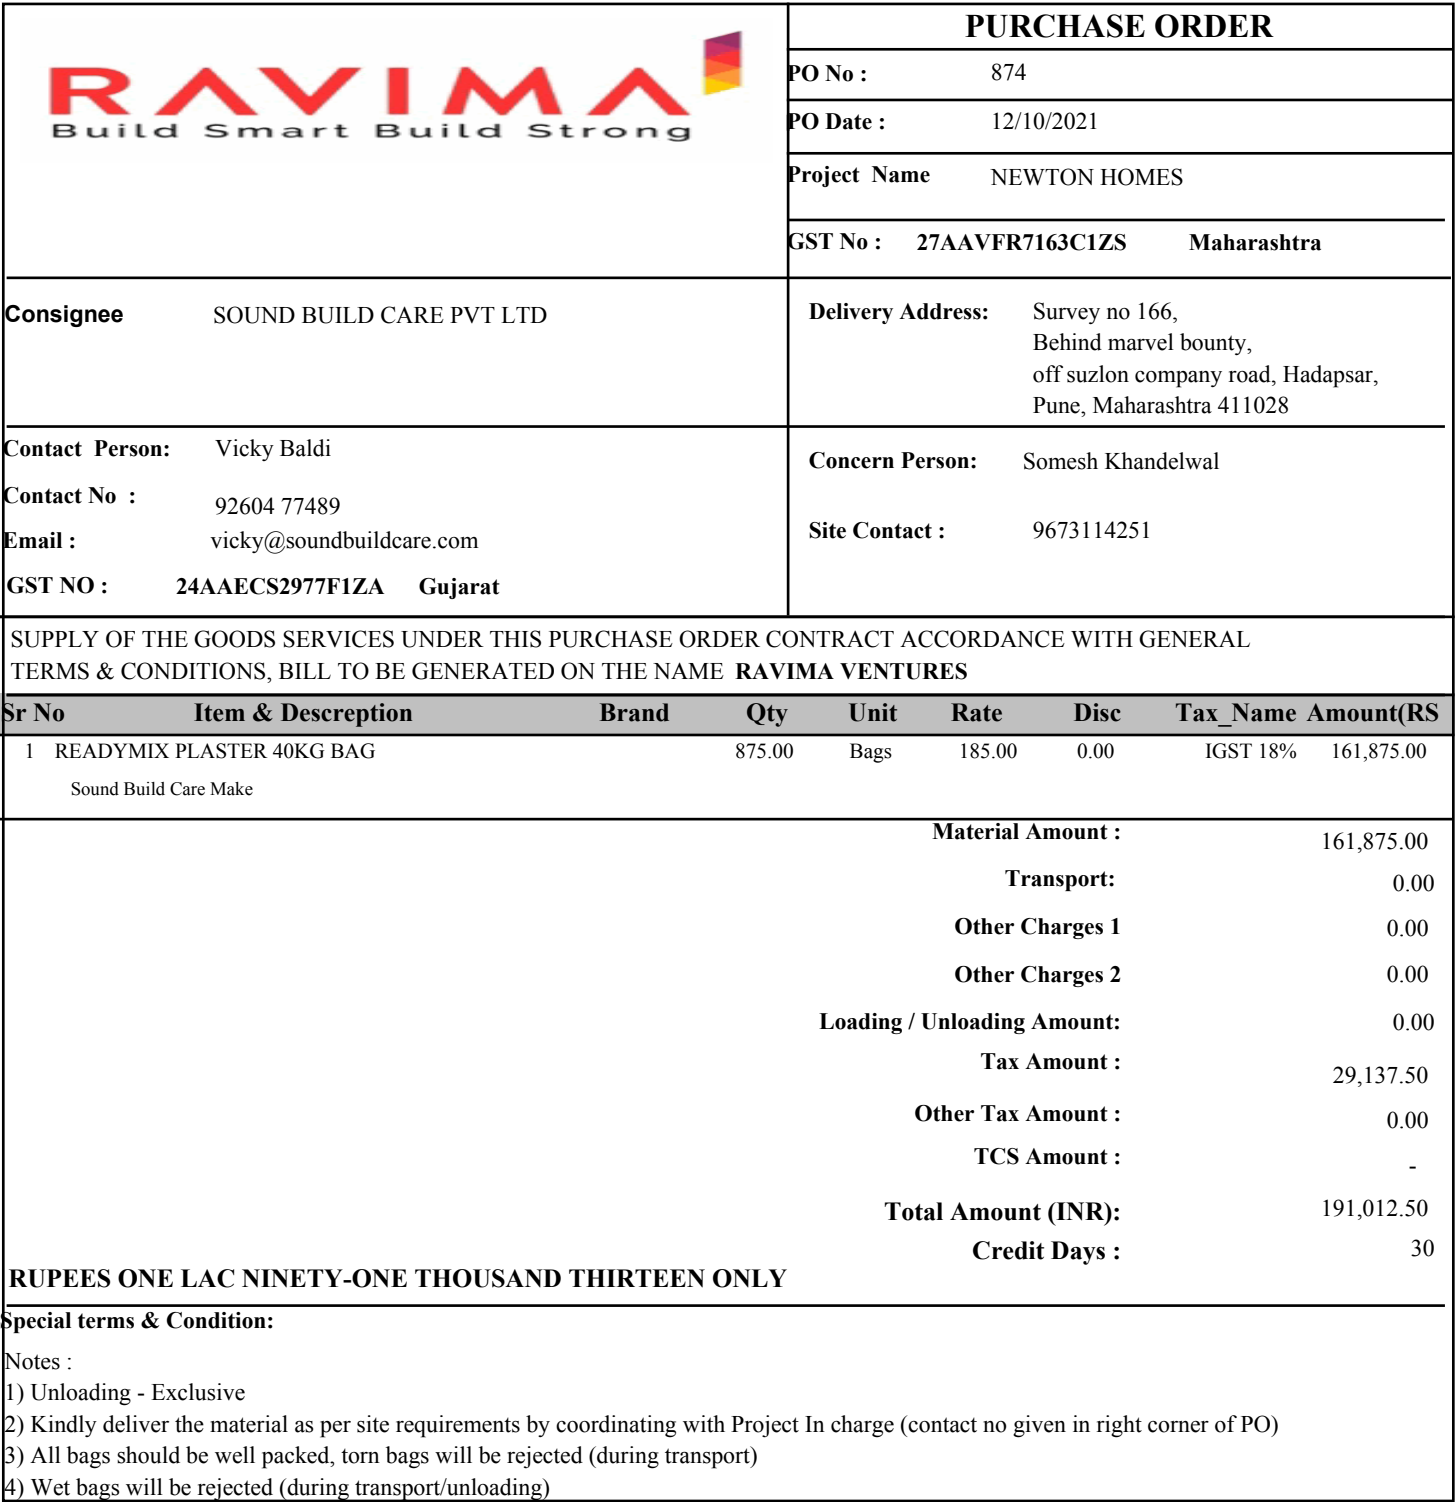 RAVIMA
Build Smart Build Strong
PURCHASE ORDER
PO No : 874
PO Date : 12/10/2021
Project Name NEWTON HOMES
GST No : 27AAVFR7163C1ZS Maharashtra
Consignee SOUND BUILD CARE PVT LTD
Delivery Address: Survey no 166,
Behind marvel bounty,
off suzlon company road, Hadapsar,
Pune, Maharashtra 411028
Contact Person: Vicky Baldi
Contact No : 92604 77489
Email : vicky@soundbuildcare.com
GST NO : 24AAECS2977F1ZA Gujarat
Concern Person: Somesh Khandelwal
Site Contact : 9673114251
SUPPLY OF THE GOODS SERVICES UNDER THIS PURCHASE ORDER CONTRACT ACCORDANCE WITH GENERAL
TERMS & CONDITIONS, BILL TO BE GENERATED ON THE NAME RAVIMA VENTURES
Sr No Item & Descreption Brand Qty Unit Rate Disc Tax_Name Amount(RS
1 READYMIX PLASTER 40KG BAG 875.00 Bags 185.00 0.00 IGST 18% 161,875.00
Sound Build Care Make
Material Amount : 161,875.00
Transport: 0.00
Other Charges 1 0.00
Other Charges 2 0.00
Loading / Unloading Amount: 0.00
Tax Amount : 29,137.50
Other Tax Amount : 0.00
TCS Amount : -
Total Amount (INR): 191,012.50
Credit Days : 30
RUPEES ONE LAC NINETY-ONE THOUSAND THIRTEEN ONLY
Special terms & Condition:
Notes :
1) Unloading - Exclusive
2) Kindly deliver the material as per site requirements by coordinating with Project In charge (contact no given in right corner of PO)
3) All bags should be well packed, torn bags will be rejected (during transport)
4) Wet bags will be rejected (during transport/unloading)